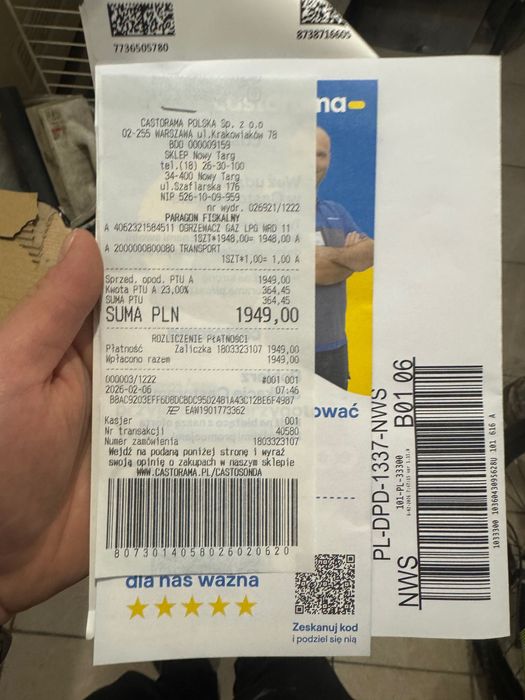 7736505780
8738716605
ma
CASTORAMA POLSKA Sp. z o.o
02-255 WARSZAWA ul.Krakowiaków 78
BDO 000009159
SKLEP Nowy Targ
tel.(18) 26-30-100
34-400 Nowy Targ
ul.Szaflarska 176
NIP 526-10-09-959
nr wydr. 026921/1222
PARAGON FISKALNY
A 4062321584511 OGRZEWACZ GAZ LPG WRD 11
1SZT*1948,00= 1948,00 A
A 2000000800080 TRANSPORT
1SZT*1,00= 1,00 A
Sprzed. opod. PTU A 1949,00
Kwota PTU A 23,00% 364,45
SUMA PTU 364,45
SUMA PLN 1949,00
ROZLICZENIE PŁATNOŚCI
Płatność Zaliczka 1803323107 1949,00
Wpłacono razem 1949,00
000003/1222 #001 001
2026-02-06 07:46
EAW1901773362
Kasjer 001
Nr transakcji 40580
Numer zamówienia 1803323107
Wejdź na podaną poniżej stronę i wyraź
swoją opinię o zakupach w naszym sklepie
WWW.CASTORAMA.PL/CASTOSONDA
80730140580260206 20
ować
dla nas ważna
Zeskanuj kod
i podziel się nią
PL-DPD-1337-NWS
101-PL-33300
NWS B01 06